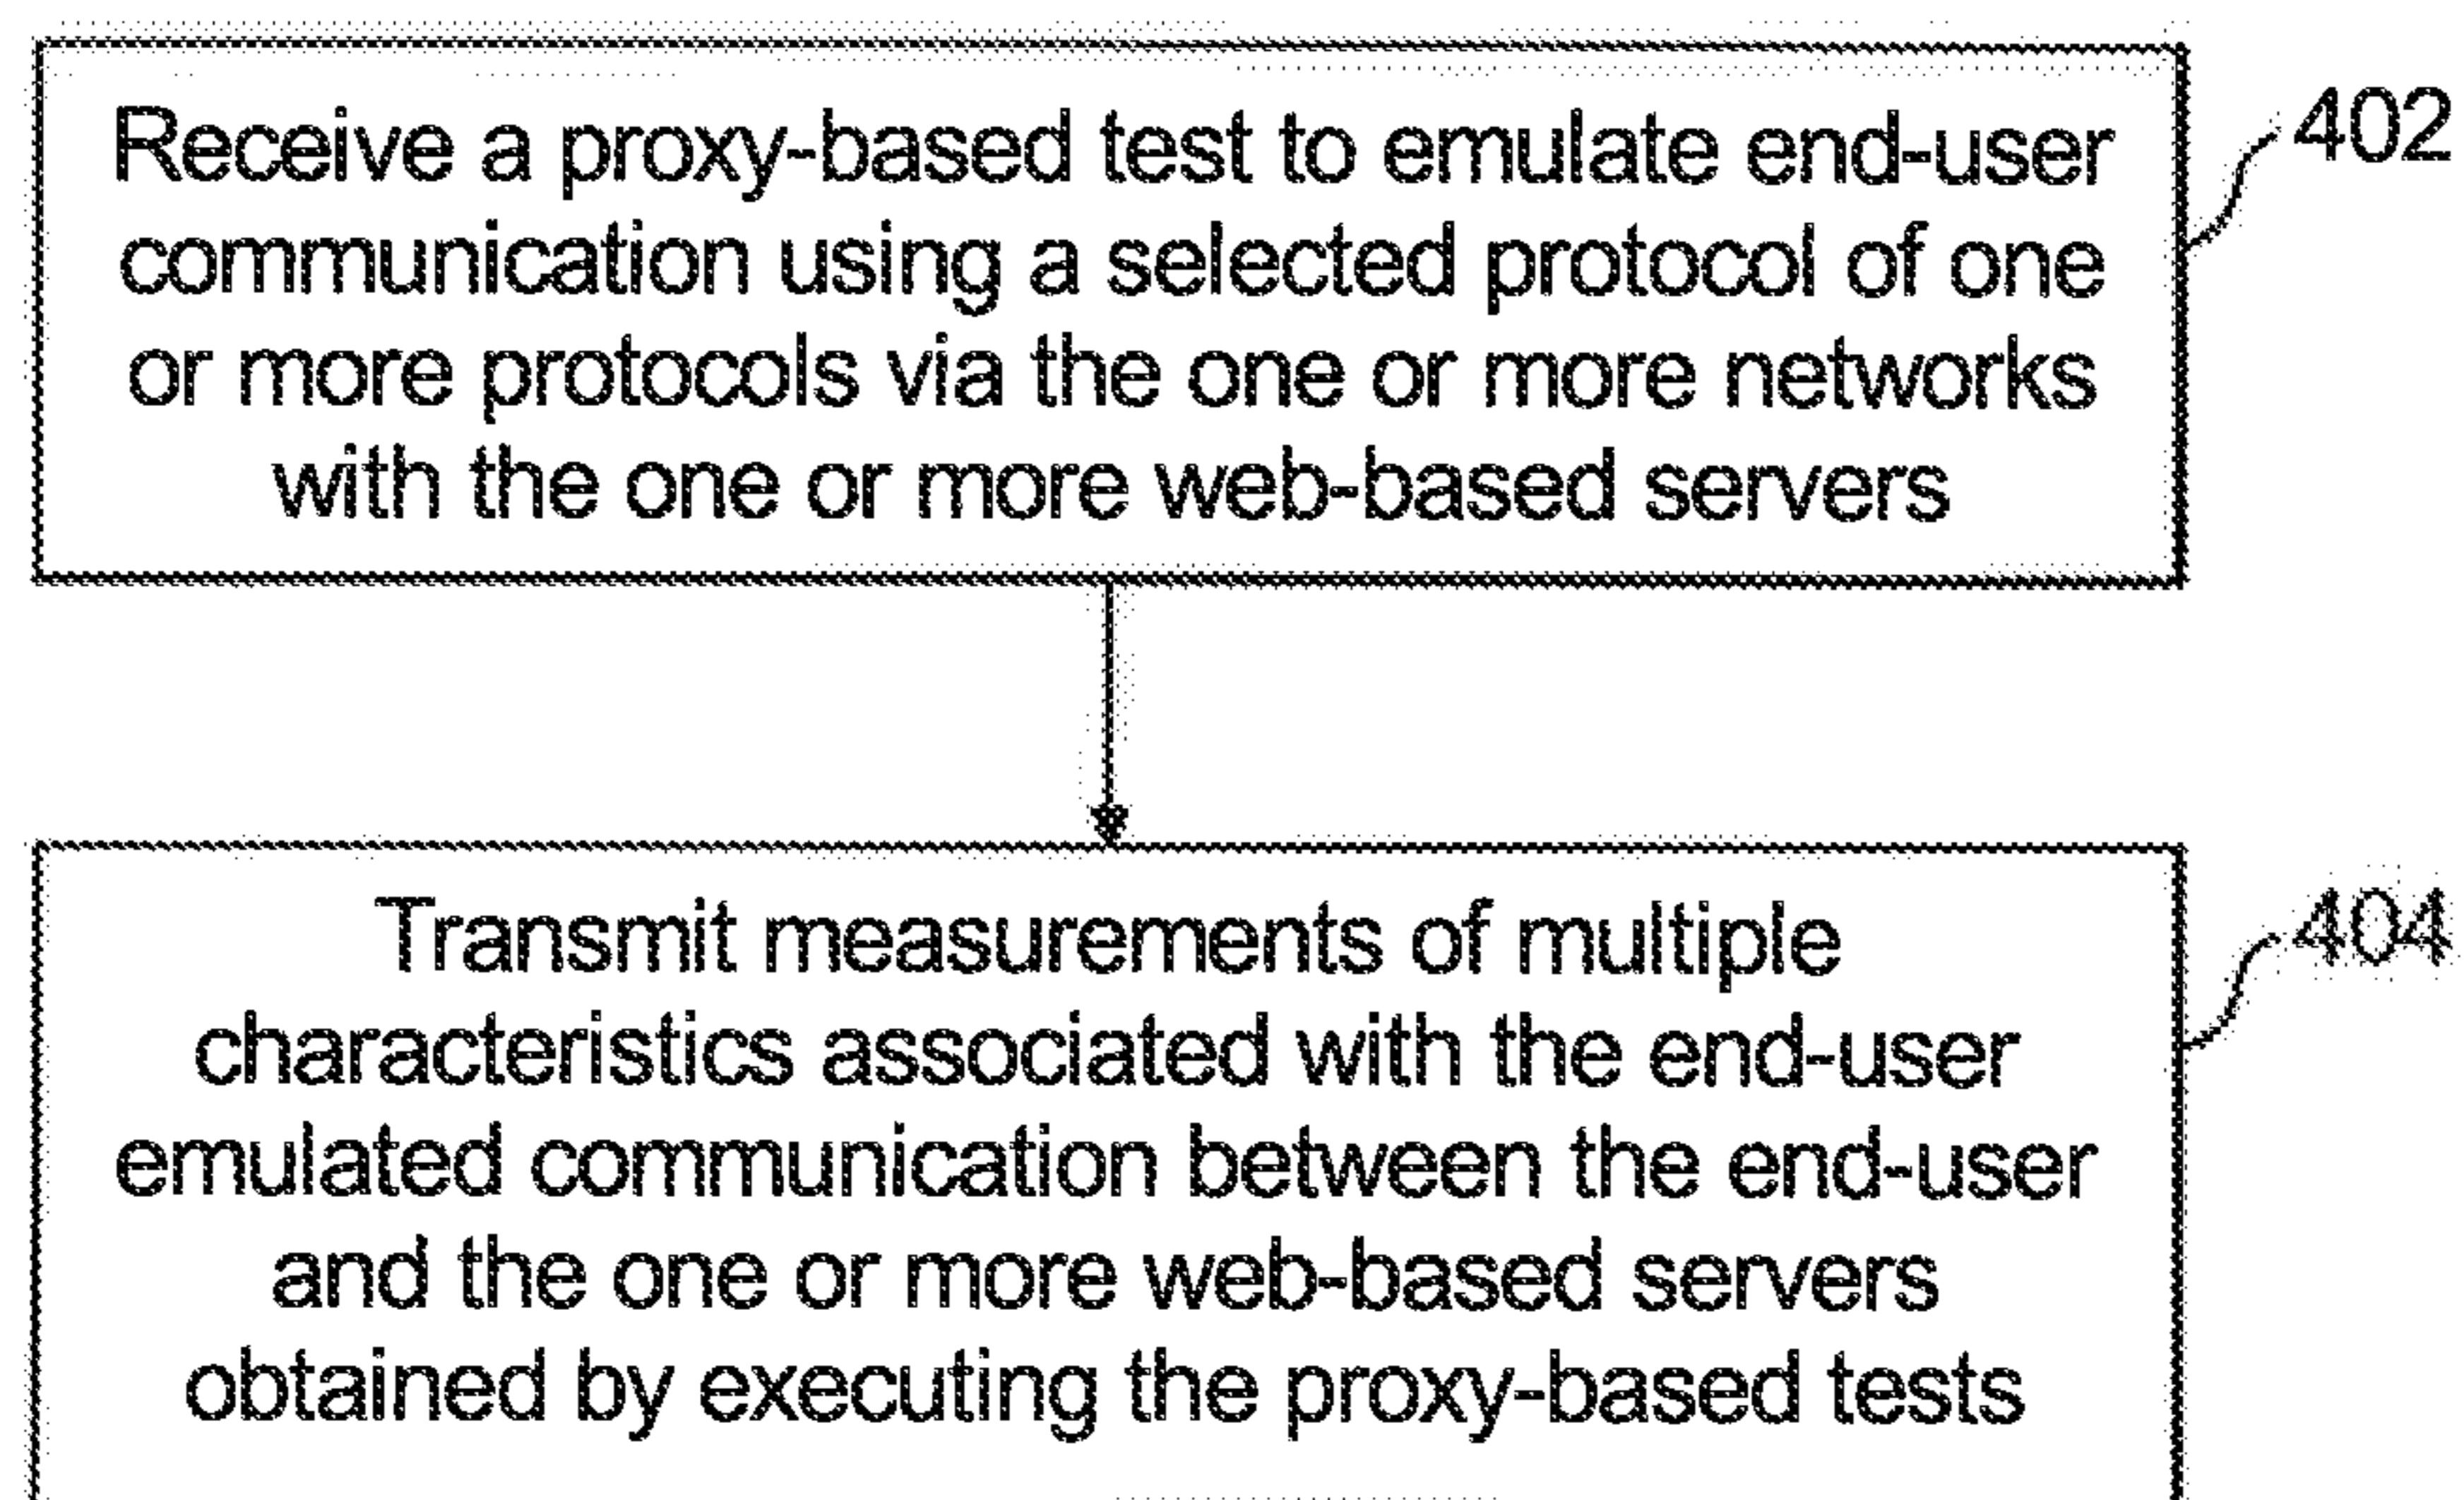 Receive a proxy-based test to emulate end-user
communication using a selected protocol of one
or more protocols via the one or more networks
with the one or more web-based servers
402
Transmit measurements of multiple
characteristics associated with the end-user
emulated communication between the end-user
and the one or more web-based servers
obtained by executing the proxy-based tests
404